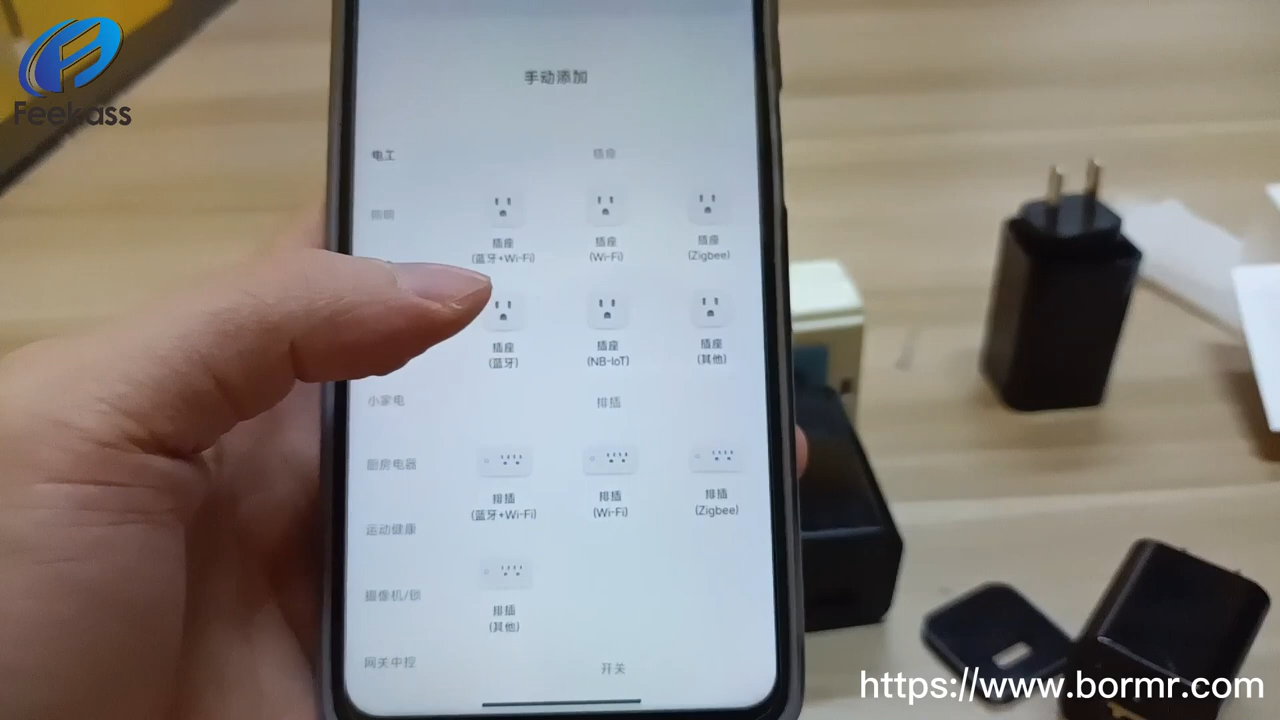 Feekass
手动添加
电工
插座
照明
插座
(蓝牙+Wi-Fi)
插座
(Wi-Fi)
插座
(Zigbee)
插座
(蓝牙)
插座
(NB-IoT)
插座
(其他)
小家电
排插
厨房电器
排插
(蓝牙+Wi-Fi)
排插
(Wi-Fi)
排插
(Zigbee)
运动健康
摄像机/锁
排插
(其他)
网关中控
开关
https://www.bormr.com